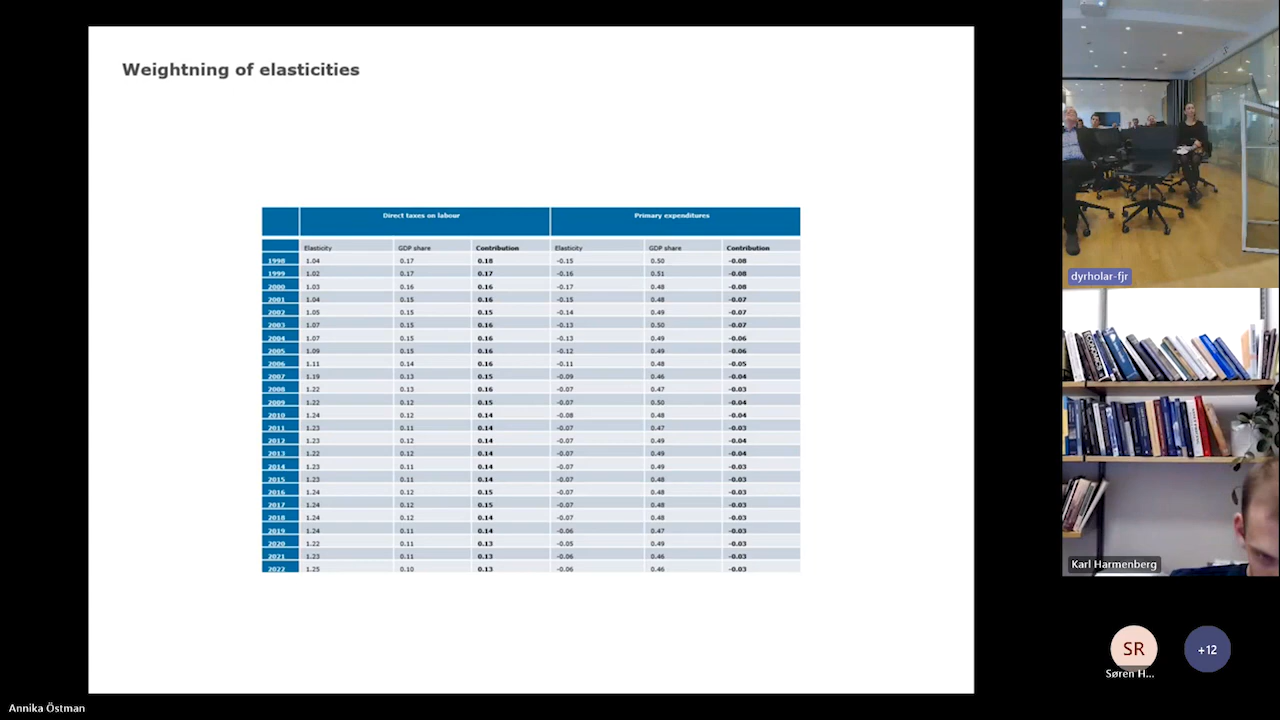 Weightning of elasticities
Direct taxes on labour Primary expenditures
Elasticity GDP share Contribution Elasticity GDP share Contribution
1998 1.04 0.17 0.18 -0.15 0.50 -0.08
1999 1.02 0.17 0.17 -0.16 0.51 -0.08
2000 1.03 0.16 0.16 -0.17 0.48 -0.08
2001 1.04 0.15 0.16 -0.15 0.48 -0.07
2002 1.05 0.15 0.15 -0.14 0.49 -0.07
2003 1.07 0.15 0.16 -0.13 0.50 -0.07
2004 1.07 0.15 0.16 -0.13 0.49 -0.06
2005 1.09 0.15 0.16 -0.12 0.49 -0.06
2006 1.11 0.14 0.16 -0.11 0.48 -0.05
2007 1.19 0.13 0.15 -0.09 0.46 -0.04
2008 1.22 0.13 0.16 -0.07 0.47 -0.03
2009 1.22 0.12 0.15 -0.07 0.50 -0.04
2010 1.24 0.12 0.14 -0.08 0.48 -0.04
2011 1.23 0.11 0.14 -0.07 0.47 -0.03
2012 1.23 0.12 0.14 -0.07 0.49 -0.04
2013 1.22 0.12 0.14 -0.07 0.49 -0.04
2014 1.23 0.11 0.14 -0.07 0.49 -0.03
2015 1.23 0.11 0.14 -0.07 0.48 -0.03
2016 1.24 0.12 0.15 -0.07 0.48 -0.03
2017 1.24 0.12 0.15 -0.07 0.48 -0.03
2018 1.24 0.12 0.14 -0.07 0.48 -0.03
2019 1.24 0.11 0.14 -0.06 0.47 -0.03
2020 1.22 0.11 0.13 -0.05 0.49 -0.03
2021 1.23 0.11 0.13 -0.06 0.46 -0.03
2022 1.25 0.10 0.13 -0.06 0.46 -0.03
dyrholar-fjr
Karl Harmenberg
SR
+12
Søren H...
Annika Östman